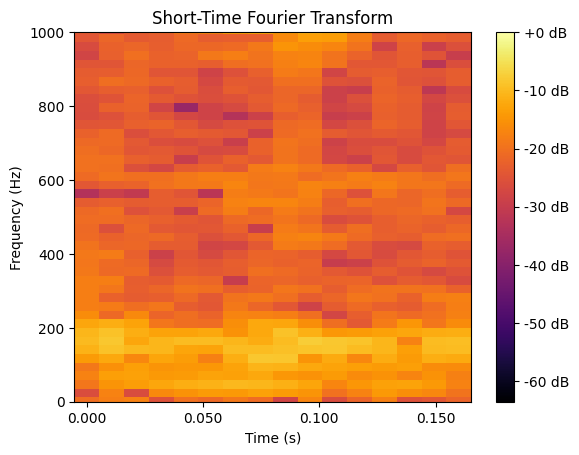 Short-Time Fourier Transform
1000
800
600
400
200
0
Frequency (Hz)
0.000
0.050
0.100
0.150
Time (s)
+0 dB
-10 dB
-20 dB
-30 dB
-40 dB
-50 dB
-60 dB